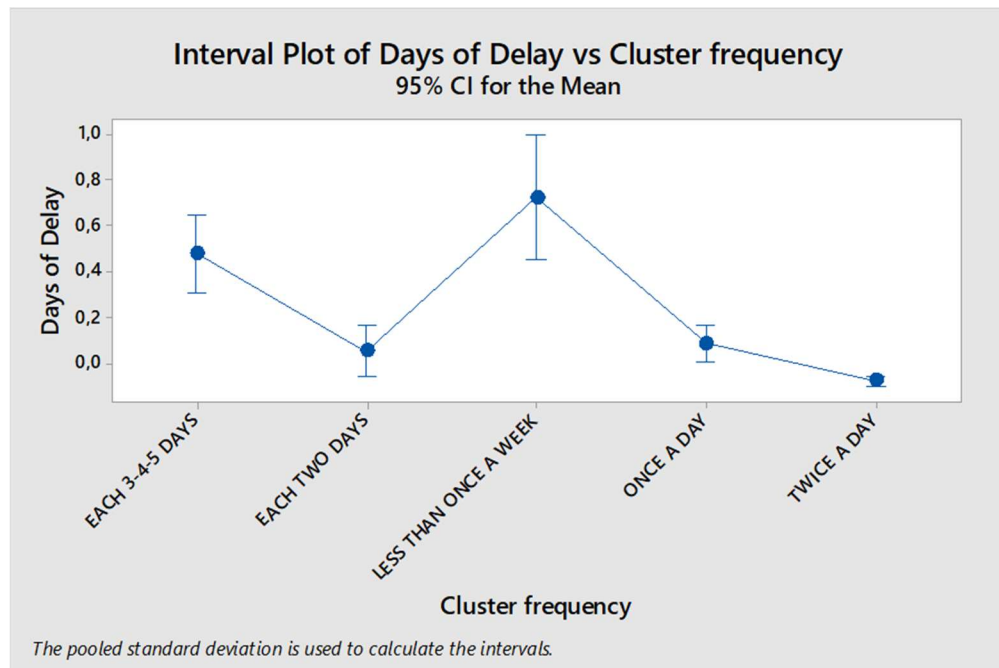 Interval Plot of Days of Delay vs Cluster frequency
95% CI for the Mean
Days of Delay
1,0
0,8
0,6
0,4
0,2
0,0
EACH 3-4-5 DAYS
EACH TWO DAYS
LESS THAN ONCE A WEEK
ONCE A DAY
TWICE A DAY
Cluster frequency
The pooled standard deviation is used to calculate the intervals.